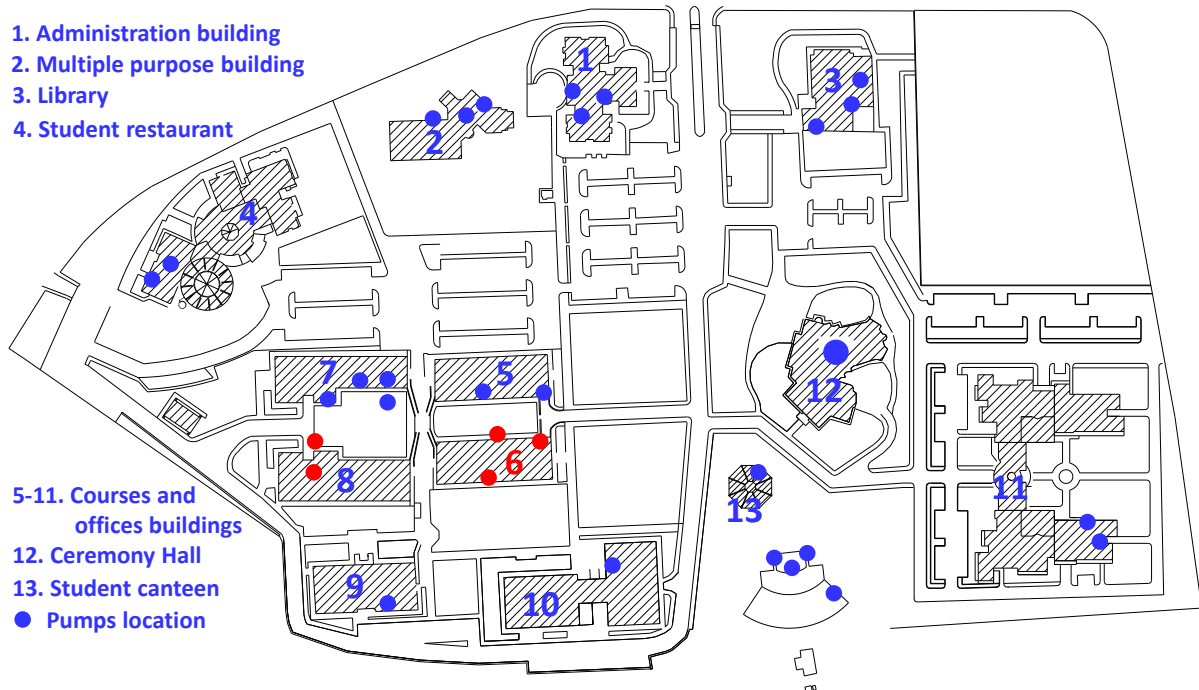 1. Administration building
2. Multiple purpose building
3. Library
4. Student restaurant
1
2
3
4
5
6
7
8
9
10
11
12
13
5-11. Courses and
offices buildings
12. Ceremony Hall
13. Student canteen
Pumps location